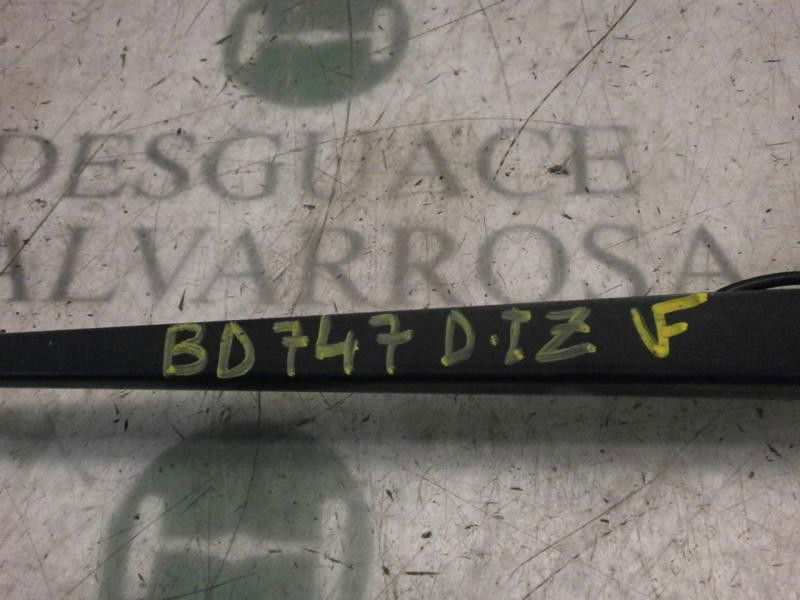 DESGUACE
ALVARROSA
BD747 D.IZ VF